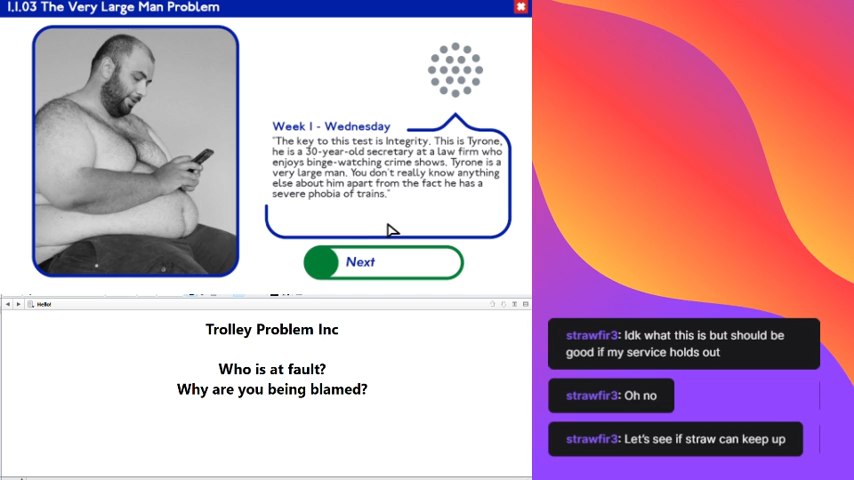 1.1.03 The Very Large Man Problem
Week 1 - Wednesday
"The key to this test is Integrity. This is Tyrone,
he is a 30-year-old secretary at a law firm who
enjoys binge-watching crime shows. Tyrone is a
very large man. You don't really know anything
else about him apart from the fact he has a
severe phobia of trains."
Next
Hello!
Trolley Problem Inc
Who is at fault?
Why are you being blamed?
strawfir3: Idk what this is but should be
good if my service holds out
strawfir3: Oh no
strawfir3: Let's see if straw can keep up